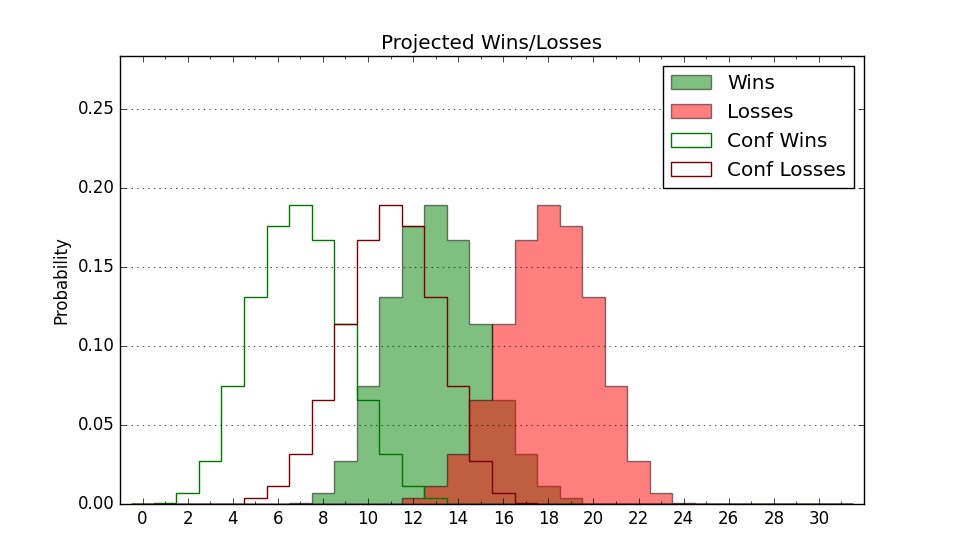 Projected Wins/Losses
Wins
Losses
Conf Wins
Conf Losses
Probability
0.25
0.20
0.15
0.10
0.05
0.00
0 2 4 6 8 10 12 14 16 18 20 22 24 26 28 30